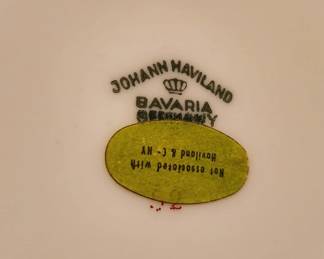 JOHANN HAVILAND
BAVARIA
GERMANY
Not associated with
Haviland & C - NY